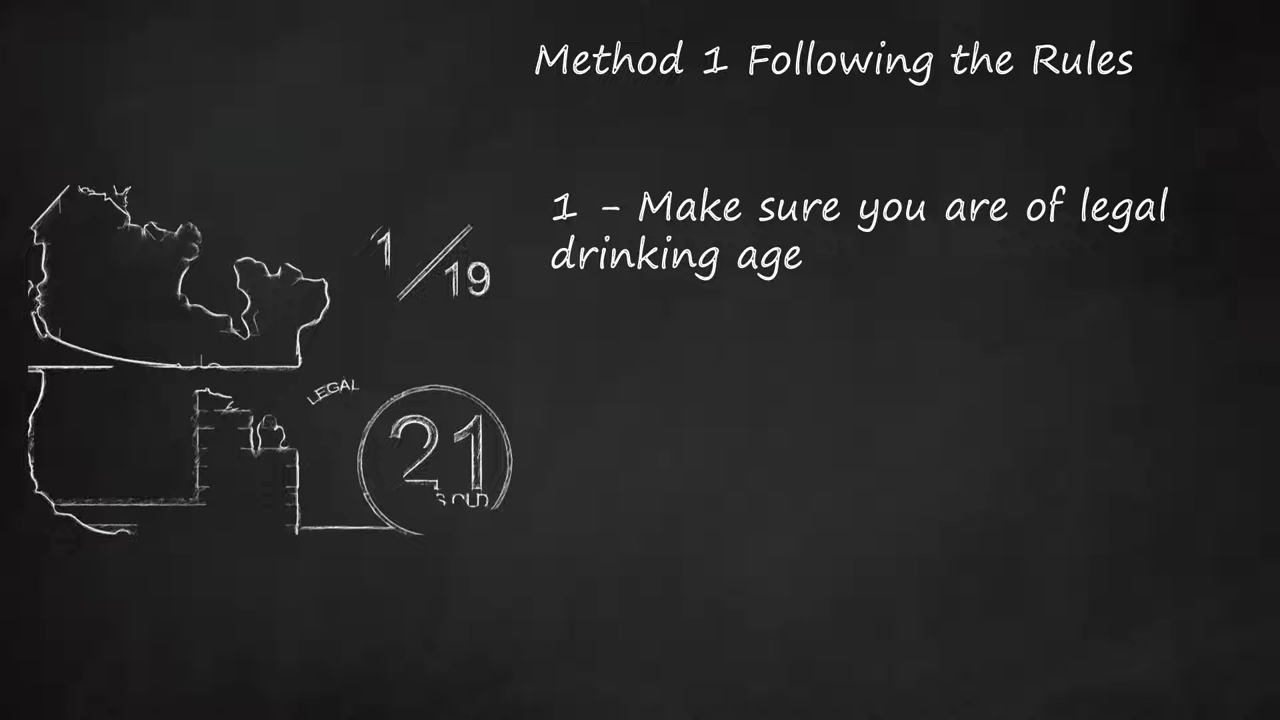 Method 1 Following the Rules
1 - Make sure you are of legal
drinking age
1/19
LEGAL
21